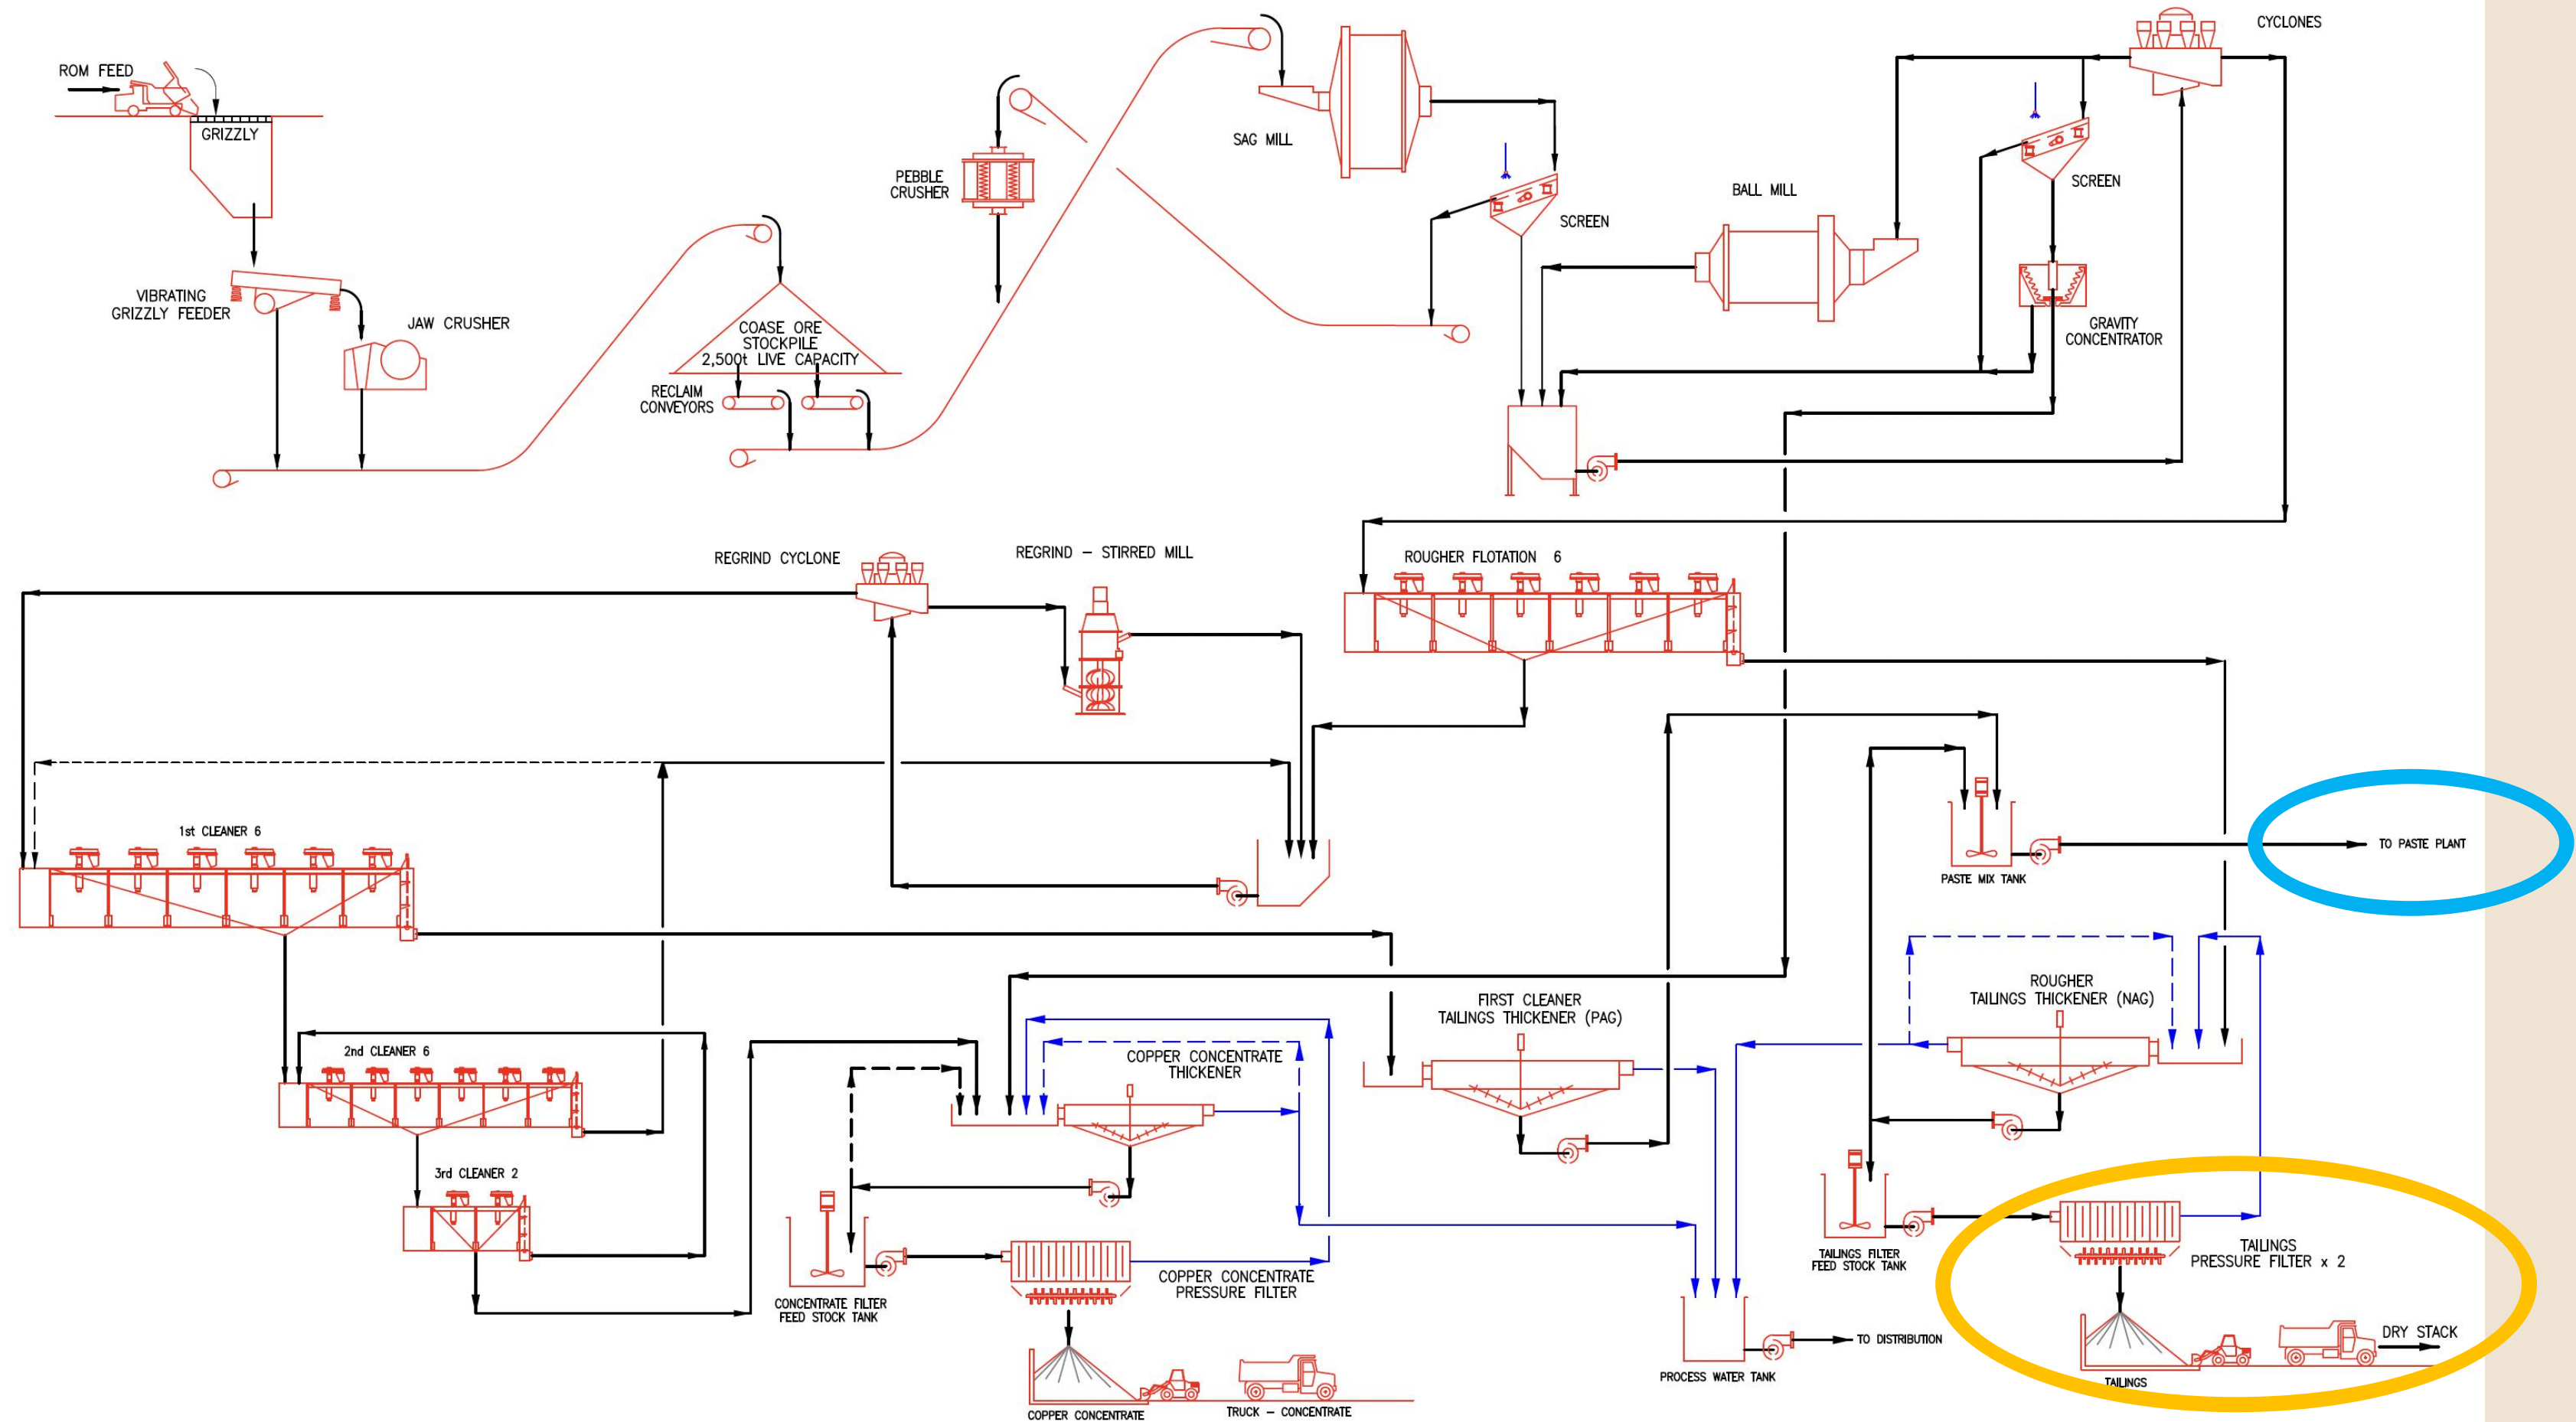 CYCLONES
ROM FEED
GRIZZLY
SAG MILL
PEBBLE
CRUSHER
SCREEN
BALL MILL
SCREEN
VIBRATING
GRIZZLY FEEDER
JAW CRUSHER
COASE ORE
STOCKPILE
2,500t LIVE CAPACITY
RECLAIM
CONVEYORS
GRAVITY
CONCENTRATOR
REGRIND CYCLONE
REGRIND – STIRRED MILL
ROUGHER FLOTATION 6
1st CLEANER 6
TO PASTE PLANT
PASTE MIX TANK
2nd CLEANER 6
COPPER CONCENTRATE
THICKENER
FIRST CLEANER
TAILINGS THICKENER (PAG)
ROUGHER
TAILINGS THICKENER (NAG)
3rd CLEANER 2
CONCENTRATE FILTER
FEED STOCK TANK
COPPER CONCENTRATE
PRESSURE FILTER
TAILINGS FILTER
FEED STOCK TANK
TAILINGS
PRESSURE FILTER x 2
TO DISTRIBUTION
DRY STACK
PROCESS WATER TANK
TAILINGS
COPPER CONCENTRATE
TRUCK – CONCENTRATE